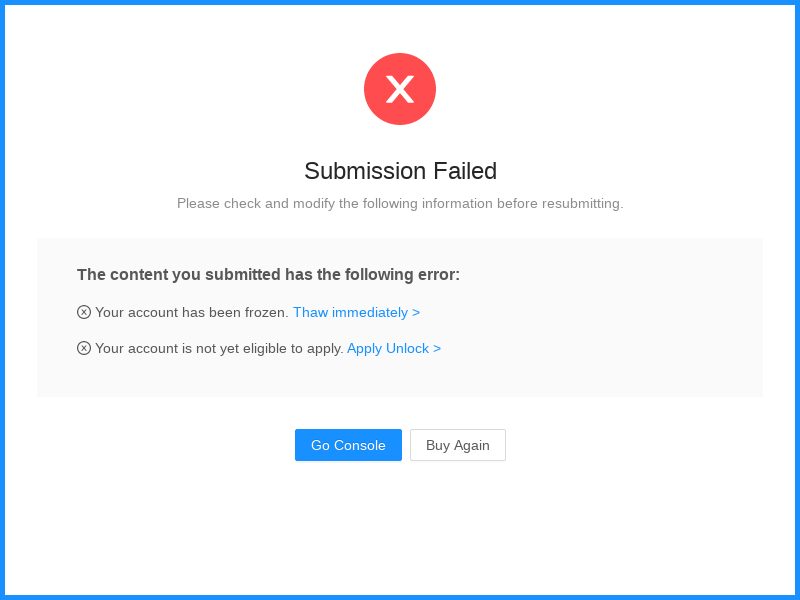 Submission Failed
Please check and modify the following information before resubmitting.
The content you submitted has the following error:
Your account has been frozen. Thaw immediately >
Your account is not yet eligible to apply. Apply Unlock >
Go Console
Buy Again